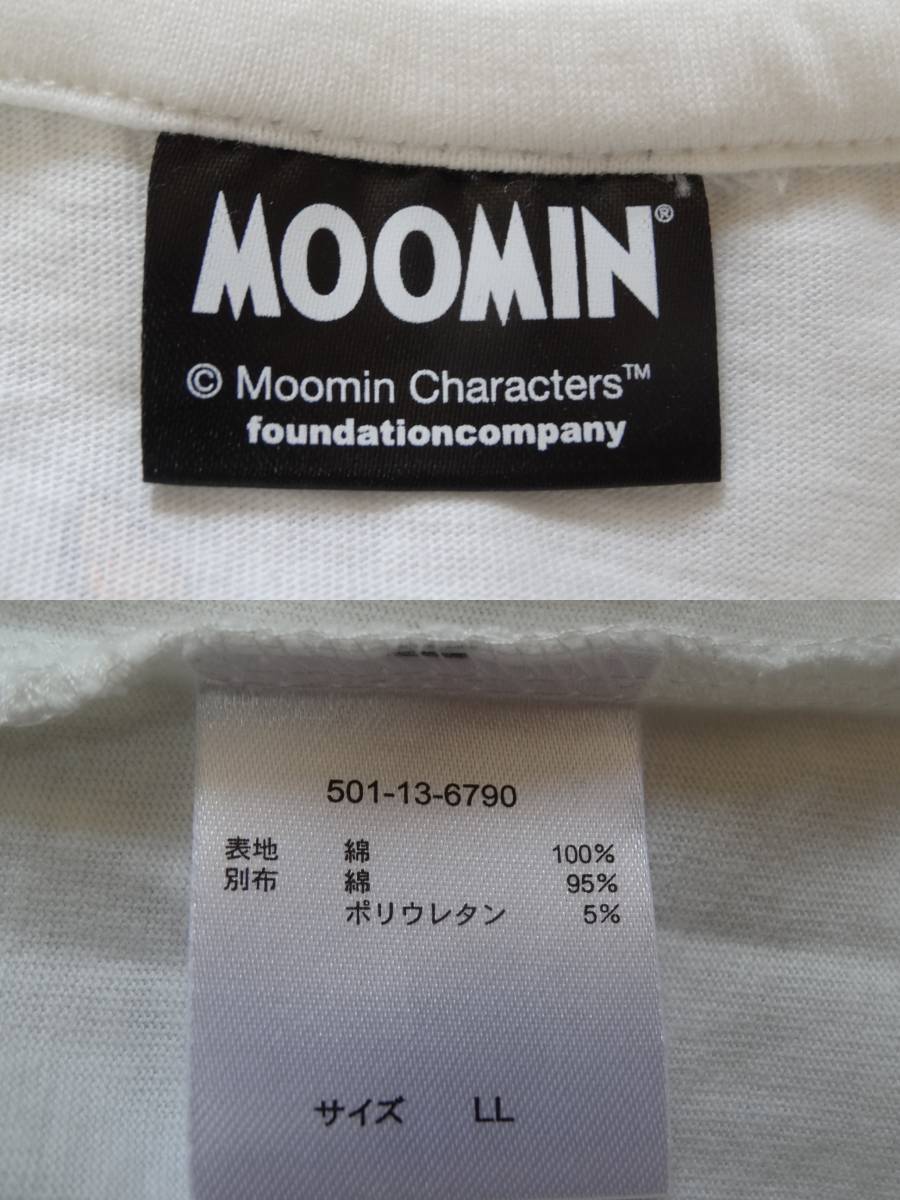 MOOMIN®
© Moomin Characters™
foundationcompany
501-13-6790
表地 綿 100%
別布 綿 95%
ポリウレタン 5%
サイズ LL